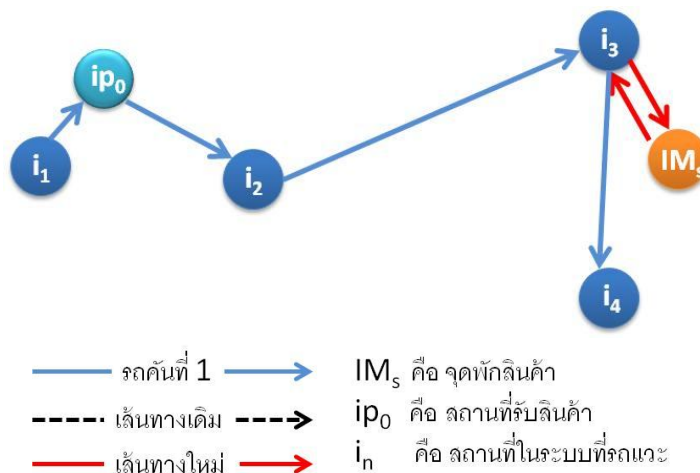 i₃
ip₀
i₁
i₂
IMₛ
i₄
รถคันที่ 1
เส้นทางเดิม
เส้นทางใหม่
IMₛ คือ จุดพักสินค้า
ip₀ คือ สถานที่รับสินค้า
iₙ คือ สถานที่ในระบบที่รถแวะ